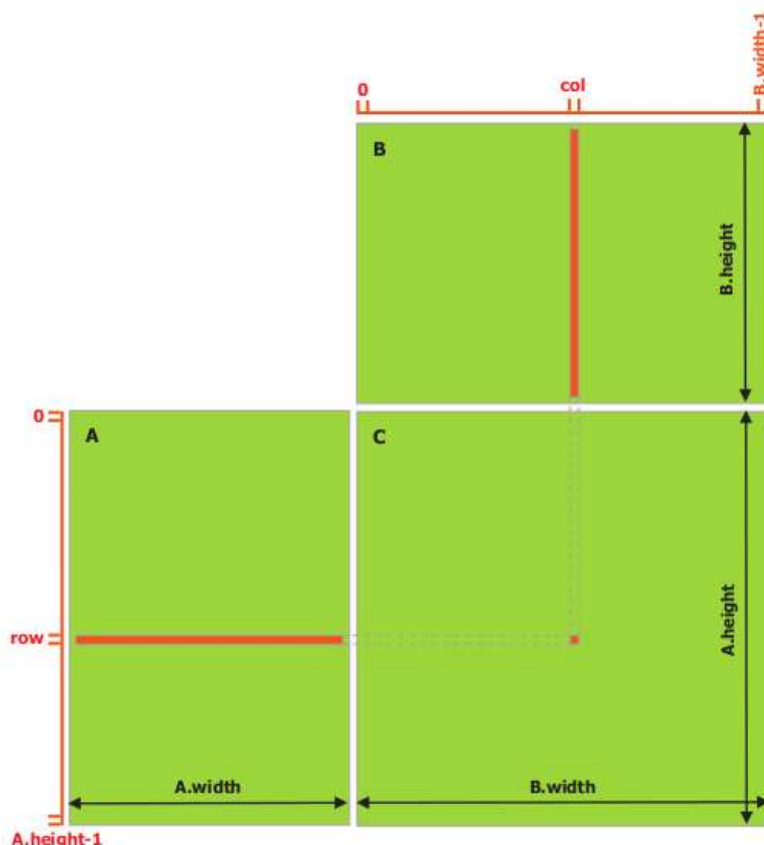 B.width-1
0
col
B
B.height
0
A
C
A.height
row
A.width
B.width
A.height-1